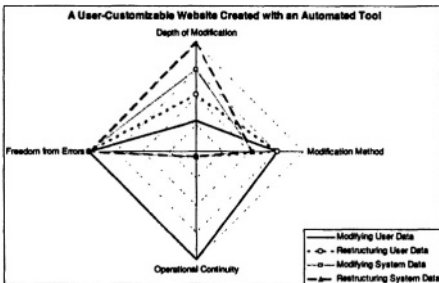 A User-Customizable Website Created with an Automated Tool
Depth of Modification
Freedom from Errors
Modification Method
Operational Continuity
Modifying User Data
Restructuring User Data
Modifying System Data
Restructuring System Data